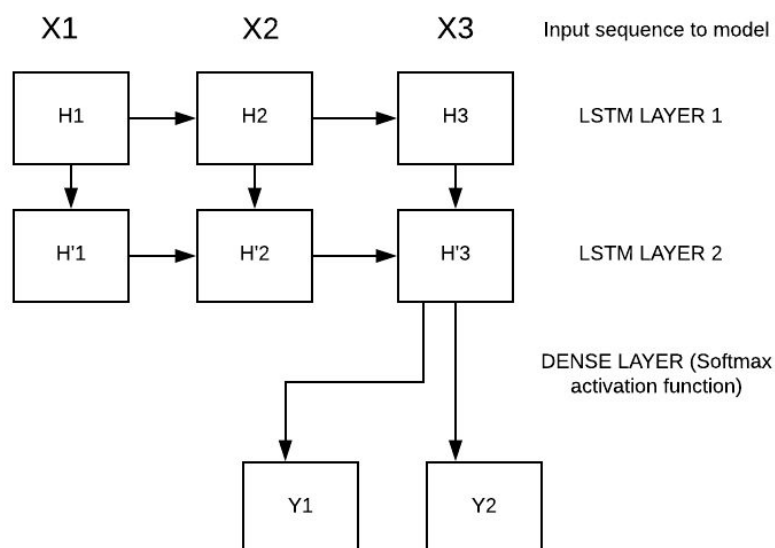 X1 X2 X3 Input sequence to model
H1 H2 H3 LSTM LAYER 1
H'1 H'2 H'3 LSTM LAYER 2
DENSE LAYER (Softmax
activation function)
Y1 Y2